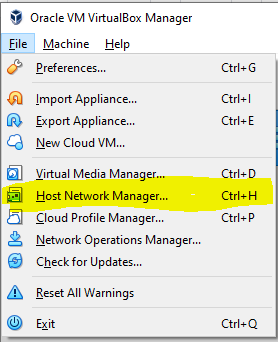 Oracle VM VirtualBox Manager
File Machine Help
Preferences... Ctrl+G
Import Appliance... Ctrl+I
Export Appliance... Ctrl+E
New Cloud VM...
Virtual Media Manager... Ctrl+D
Host Network Manager... Ctrl+H
Cloud Profile Manager... Ctrl+P
Network Operations Manager...
Check for Updates...
Reset All Warnings
Exit Ctrl+Q